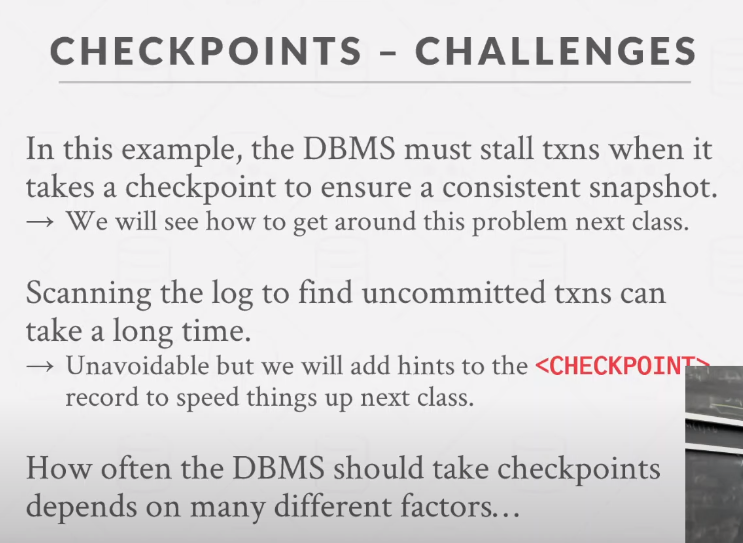 CHECKPOINTS – CHALLENGES
In this example, the DBMS must stall txns when it
takes a checkpoint to ensure a consistent snapshot.
→ We will see how to get around this problem next class.
Scanning the log to find uncommitted txns can
take a long time.
→ Unavoidable but we will add hints to the <CHECKPOINT>
record to speed things up next class.
How often the DBMS should take checkpoints
depends on many different factors…